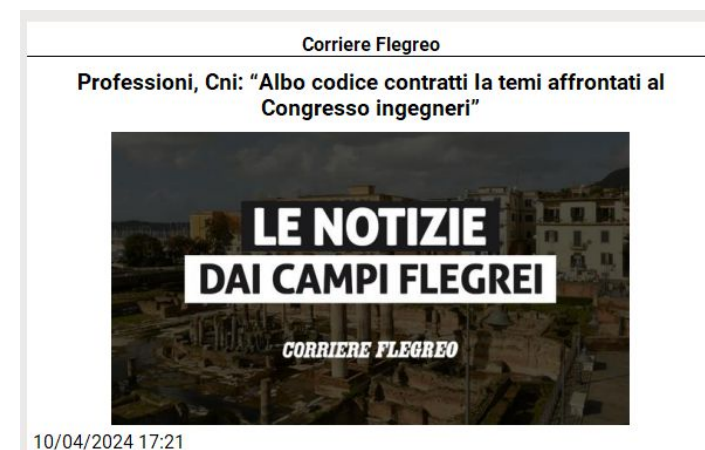 Corriere Flegreo
Professioni, Cni: “Albo codice contratti Ia temi affrontati al
Congresso ingegneri”
LE NOTIZIE
DAI CAMPI FLEGREI
CORRIERE FLEGREO
10/04/2024 17:21